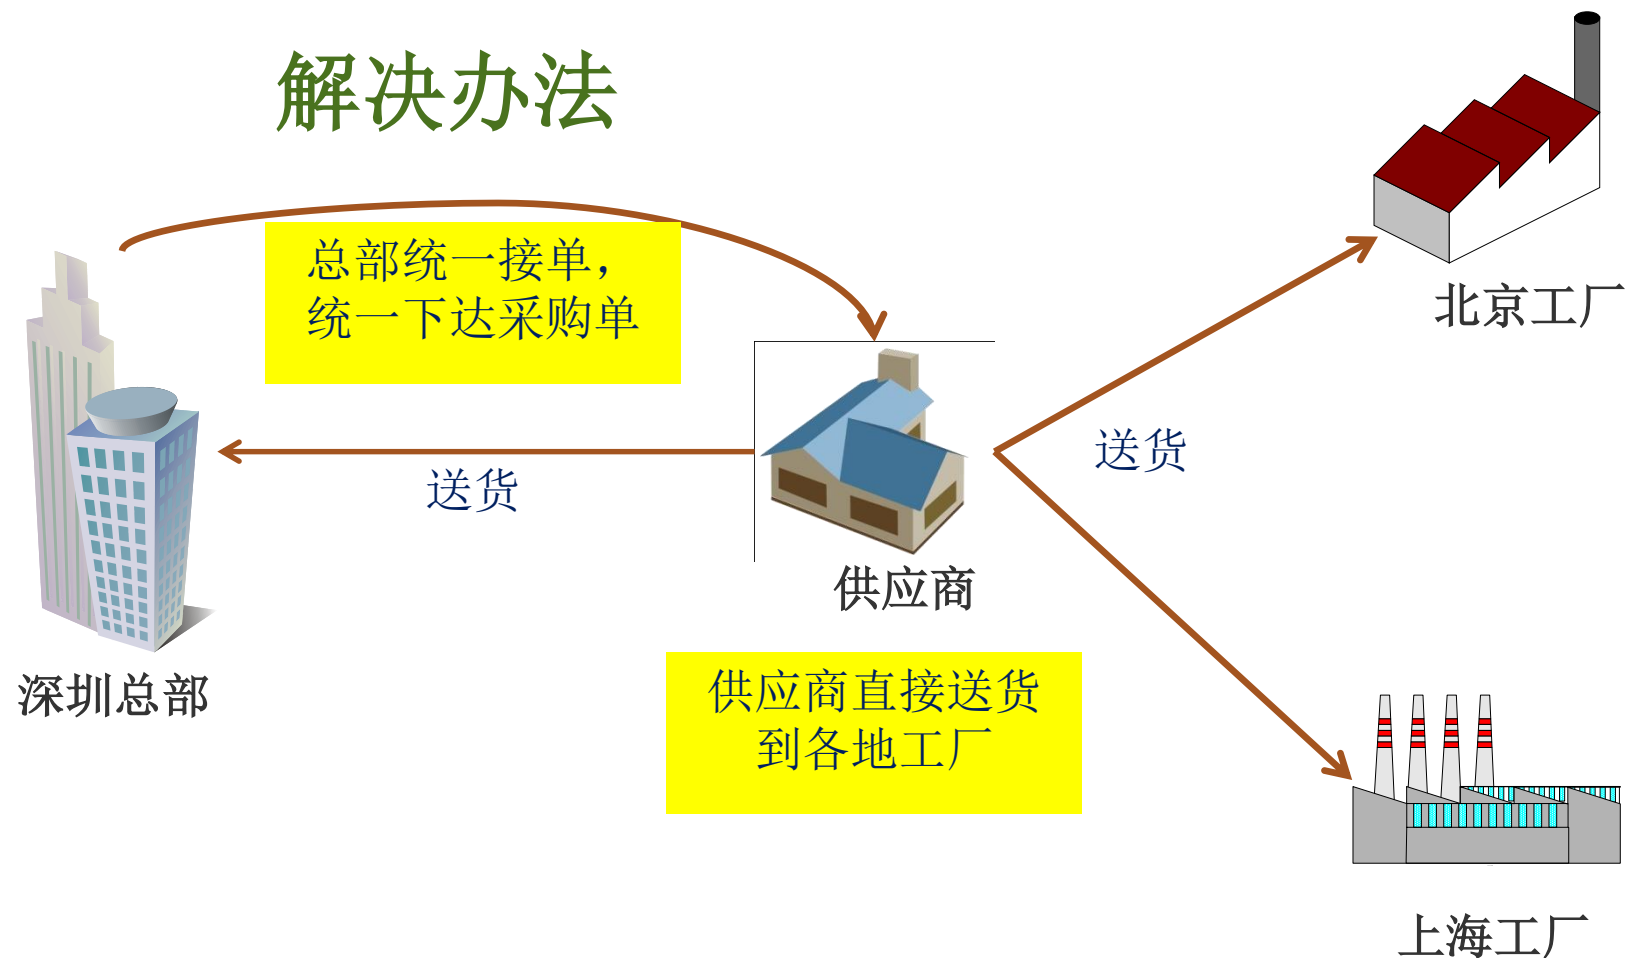 解决办法
总部统一接单，
统一下达采购单
北京工厂
送货
送货
供应商
深圳总部
供应商直接送货
到各地工厂
上海工厂